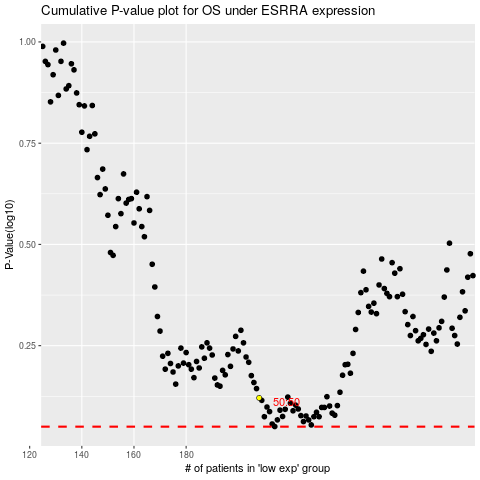 Cumulative P-value plot for OS under ESRRA expression
P-Value(log10)
1.00
0.75
0.50
0.25
50:50
120 140 160 180
# of patients in 'low exp' group